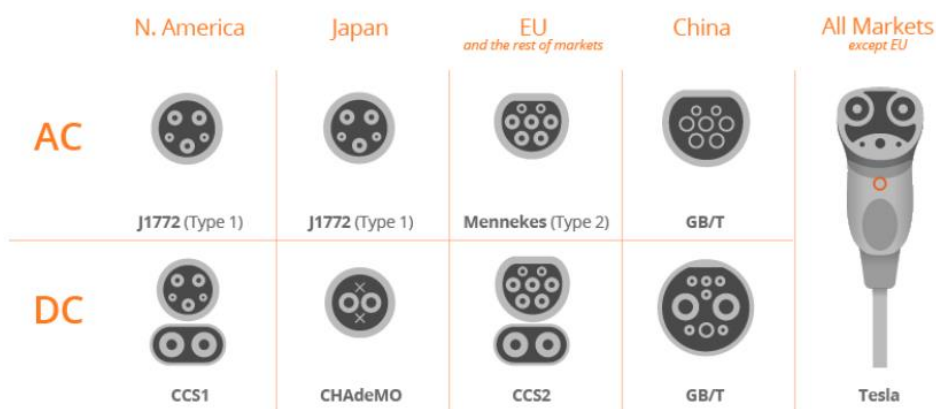 N. America
Japan
EU
and the rest of markets
China
All Markets
except EU
AC
J1772 (Type 1)
J1772 (Type 1)
Mennekes (Type 2)
GB/T
DC
CCS1
CHAdeMO
CCS2
GB/T
Tesla